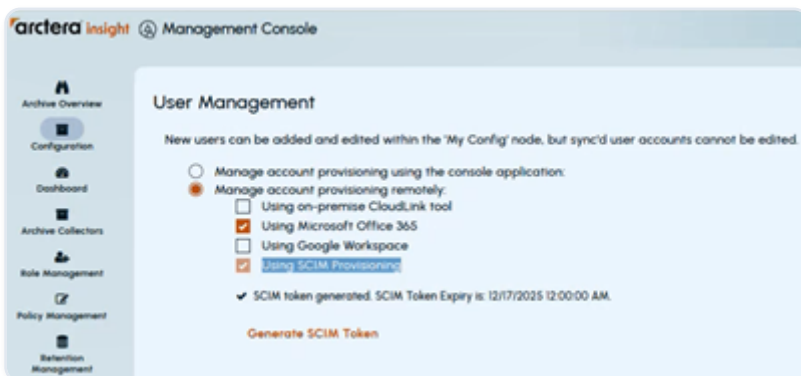 arctera insight Management Console
Archive Overview
Configuration
Dashboard
Archive Collectors
Role Management
Policy Management
Retention
Management
User Management
New users can be added and edited within the 'My Config' node, but sync'd user accounts cannot be edited.
Manage account provisioning using the console application:
Manage account provisioning remotely:
Using on-premise CloudLink tool
Using Microsoft Office 365
Using Google Workspace
Using SCIM Provisioning
SCIM token generated. SCIM Token Expiry is: 12/17/2025 12:00:00 AM.
Generate SCIM Token